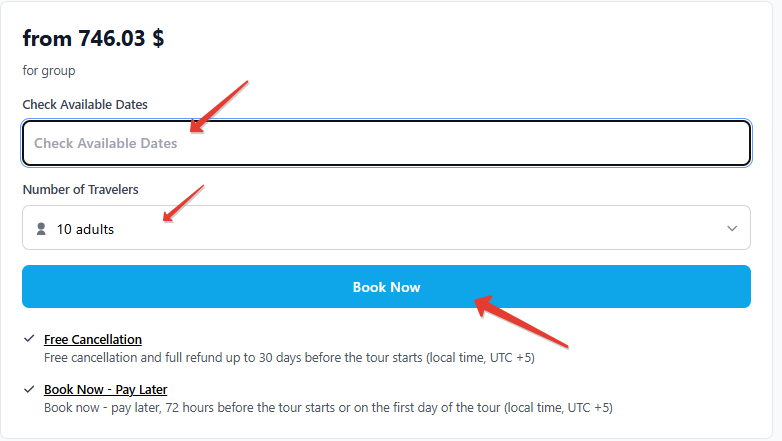 from 746.03 $
for group
Check Available Dates
Check Available Dates
Number of Travelers
10 adults
Book Now
Free Cancellation
Free cancellation and full refund up to 30 days before the tour starts (local time, UTC +5)
Book Now - Pay Later
Book now - pay later, 72 hours before the tour starts or on the first day of the tour (local time, UTC +5)